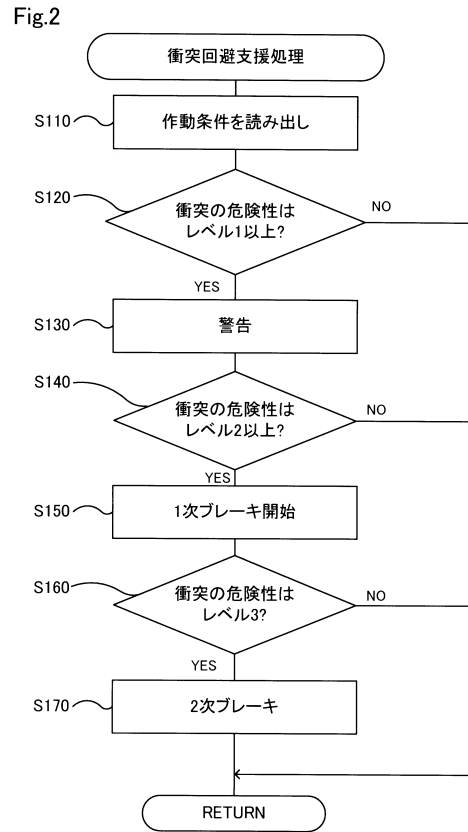 Fig.2
衝突回避支援処理
S110
作動条件を読み出し
S120
衝突の危険性は
レベル1以上?
NO
YES
S130
警告
S140
衝突の危険性は
レベル2以上?
NO
YES
S150
1次ブレーキ開始
S160
衝突の危険性は
レベル3?
NO
YES
S170
2次ブレーキ
RETURN